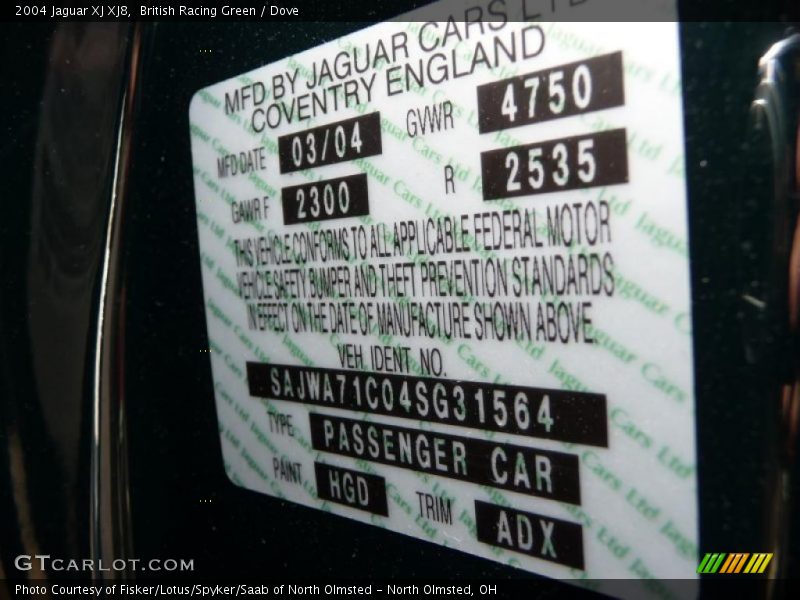 2004 Jaguar XJ XJ8, British Racing Green / Dove
MFD BY JAGUAR CARS LTD
COVENTRY ENGLAND
MFD DATE 03/04 GVWR 4750
GAWR F 2300 R 2535
THIS VEHICLE CONFORMS TO ALL APPLICABLE FEDERAL MOTOR
VEHICLE SAFETY BUMPER AND THEFT PREVENTION STANDARDS
IN EFFECT ON THE DATE OF MANUFACTURE SHOWN ABOVE.
VEH. IDENT. NO.
SAJWA71C04SG31564
TYPE PASSENGER CAR
PAINT HGD TRIM ADX
GTCARLOT.COM
Photo Courtesy of Fisker/Lotus/Spyker/Saab of North Olmsted - North Olmsted, OH